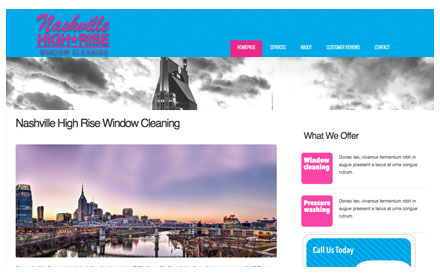 Nashville
HIGH RISE
WINDOW CLEANING
HOMEPAGE SERVICES ABOUT CUSTOMER REVIEWS CONTACT
Nashville High Rise Window Cleaning
What We Offer
Window
cleaning
Donec leo, vivamus fermentum nibh in
augue praesent a lacus at urna congue
rutrum.
Pressure
washing
Donec leo, vivamus fermentum nibh in
augue praesent a lacus at urna congue
rutrum.
Call Us Today